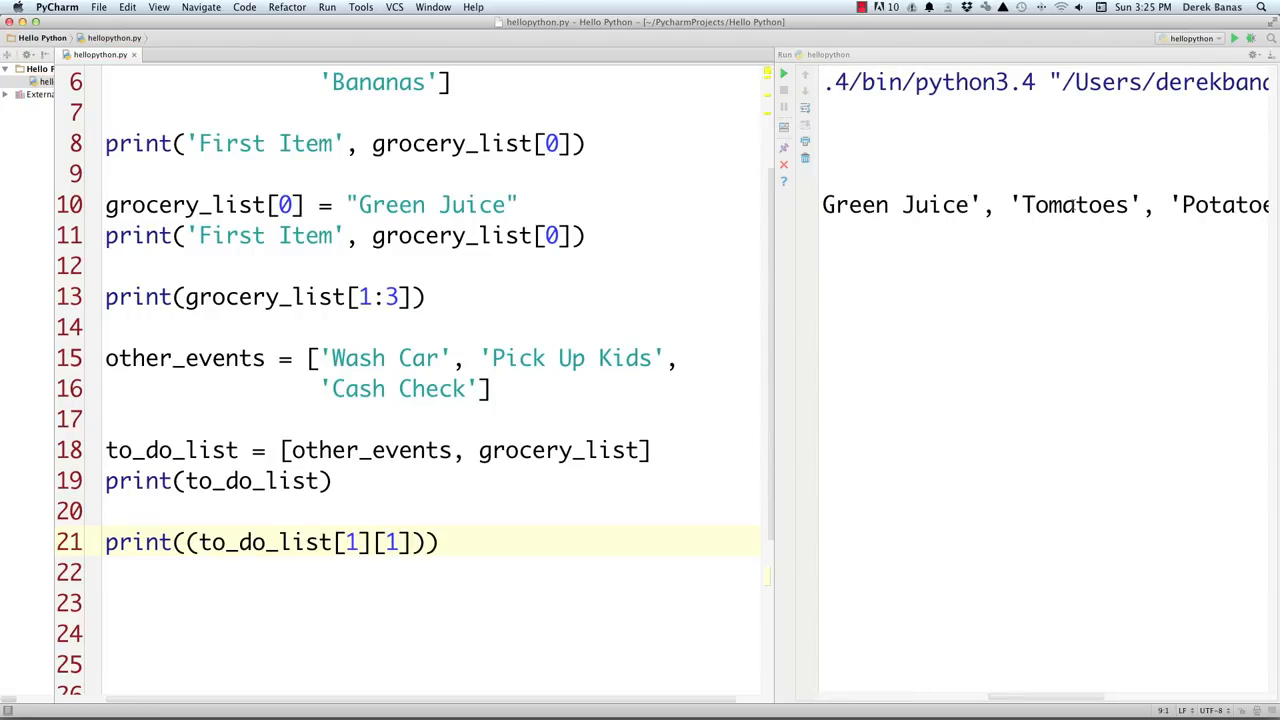 PyCharm File Edit View Navigate Code Refactor Run Tools VCS Window Help 10 Sun 3:25 PM Derek Banas
hellopython.py - Hello Python - [~/PycharmProjects/Hello Python]
Hello Python hellopython.py hellopython
hellopython.py × Run hellopython
Hello P
hell
Externa
6 'Bananas']
7
8 print('First Item', grocery_list[0])
9
10 grocery_list[0] = "Green Juice"
11 print('First Item', grocery_list[0])
12
13 print(grocery_list[1:3])
14
15 other_events = ['Wash Car', 'Pick Up Kids',
16 'Cash Check']
17
18 to_do_list = [other_events, grocery_list]
19 print(to_do_list)
20
21 print((to_do_list[1][1]))
22
23
24
25
26
.4/bin/python3.4 "/Users/derekbana
Green Juice', 'Tomatoes', 'Potatoe
9:1 LF UTF-8